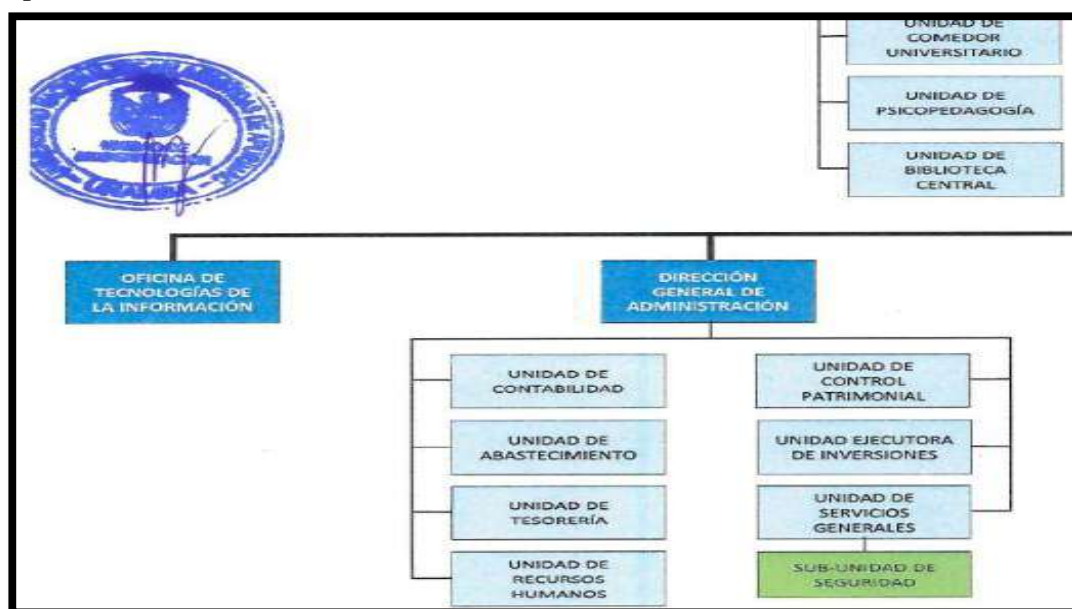 UNIDAD DE
COMEDOR
UNIVERSITARIO
UNIDAD DE
PSICOPEDAGOGÍA
UNIDAD DE
BIBLIOTECA
CENTRAL
UNIDAD DE
OFICINA DE
TECNOLOGÍAS DE
LA INFORMACIÓN
DIRECCIÓN
GENERAL DE
ADMINISTRACIÓN
UNIDAD DE
CONTABILIDAD
UNIDAD DE
ABASTECIMIENTO
UNIDAD DE
TESORERÍA
UNIDAD DE
RECURSOS
HUMANOS
UNIDAD DE
CONTROL
PATRIMONIAL
UNIDAD EJECUTORA
DE INVERSIONES
UNIDAD DE
SERVICIOS
GENERALES
SUB-UNIDAD DE
SEGURIDAD